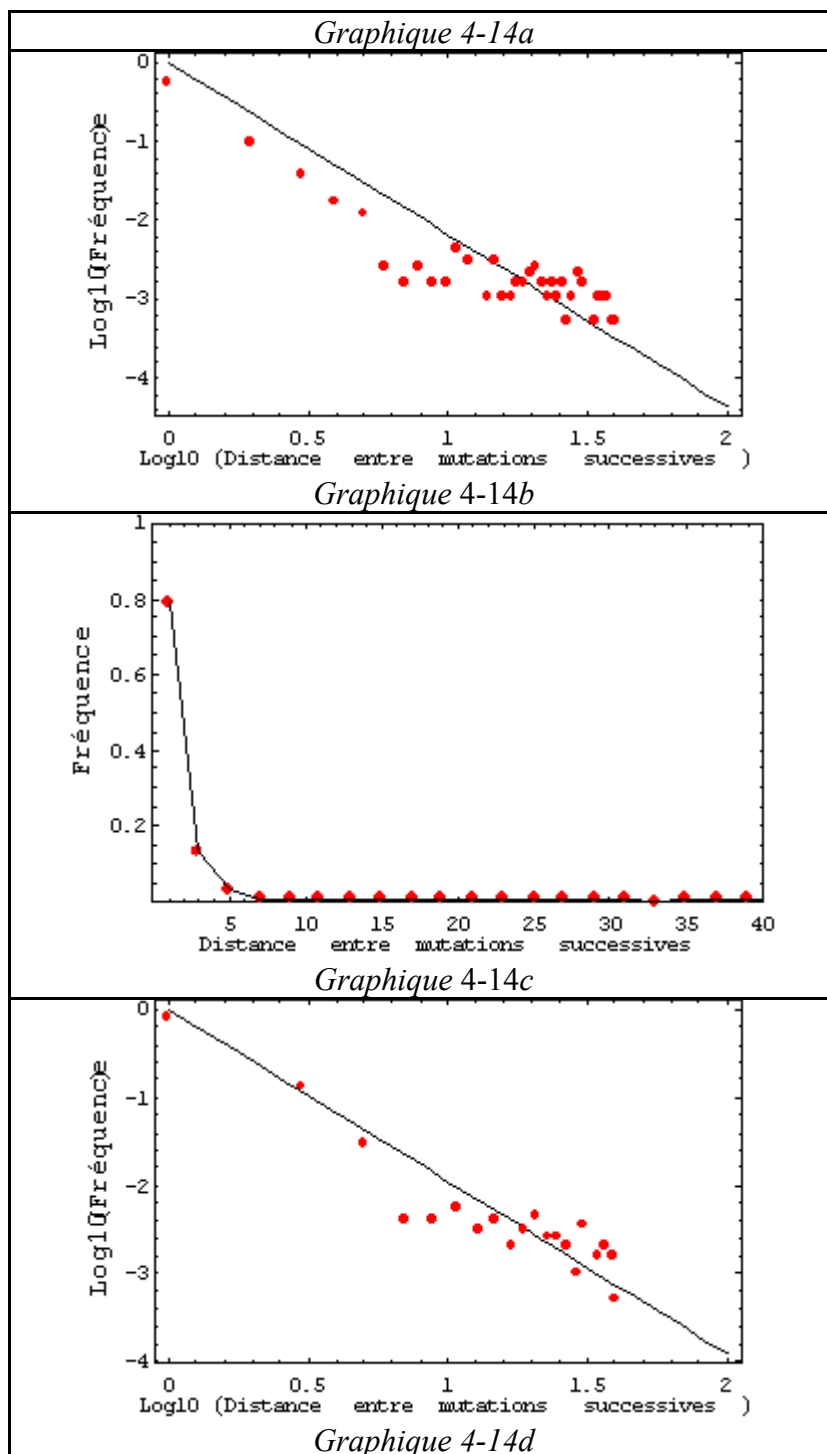 Graphique 4-14a
0
-1
-2
-3
-4
Log10(Fréquence)
0 0.5 1 1.5 2
Log10 (Distance entre mutations successives )
Graphique 4-14b
1
0.8
0.6
0.4
0.2
Fréquence
5 10 15 20 25 30 35 40
Distance entre mutations successives
Graphique 4-14c
0
-1
-2
-3
-4
Log10(Fréquence)
0 0.5 1 1.5 2
Log10 (Distance entre mutations successives )
Graphique 4-14d